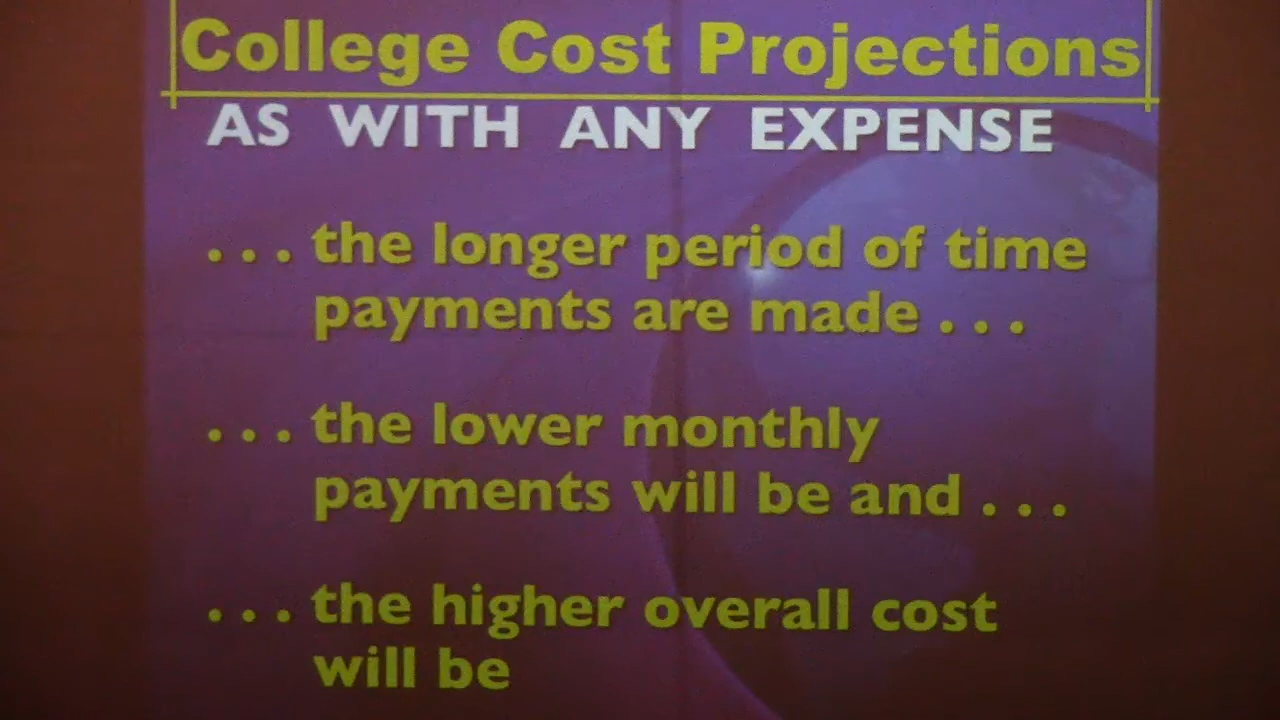 College Cost Projections
AS WITH ANY EXPENSE
. . . the longer period of time
payments are made . . .
. . . the lower monthly
payments will be and . . .
. . . the higher overall cost
will be